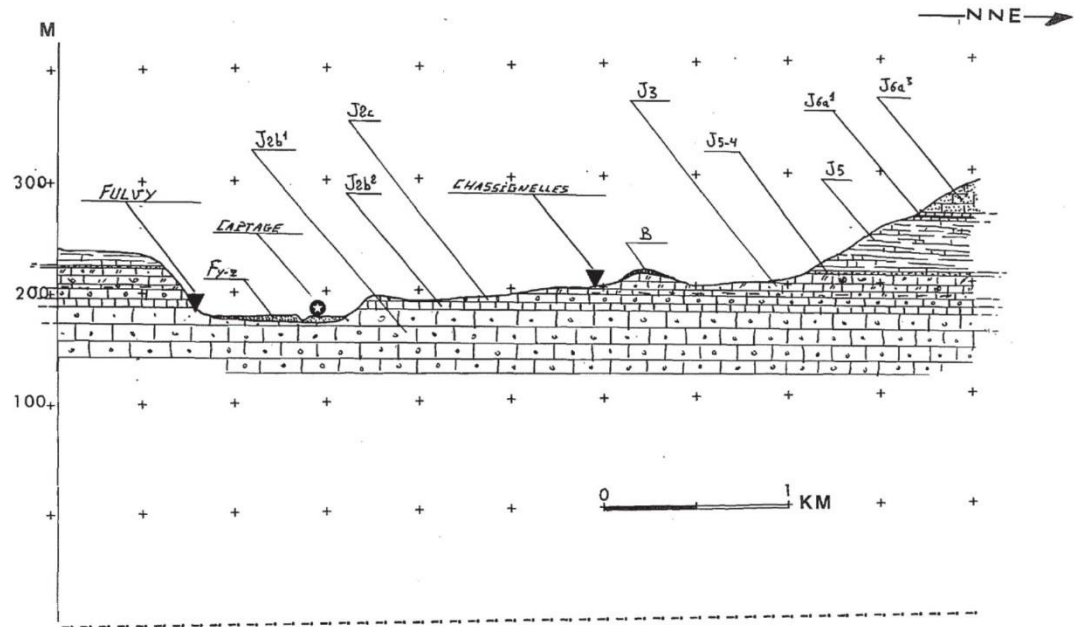 NNE
M
J6a³
J6a¹
J3
J2c
J5-4
J2b¹
J5
300
FULVY
J2b²
CHASSIGNELLES
CAPTAGE
B
Fy-z
200
100
0 1
KM